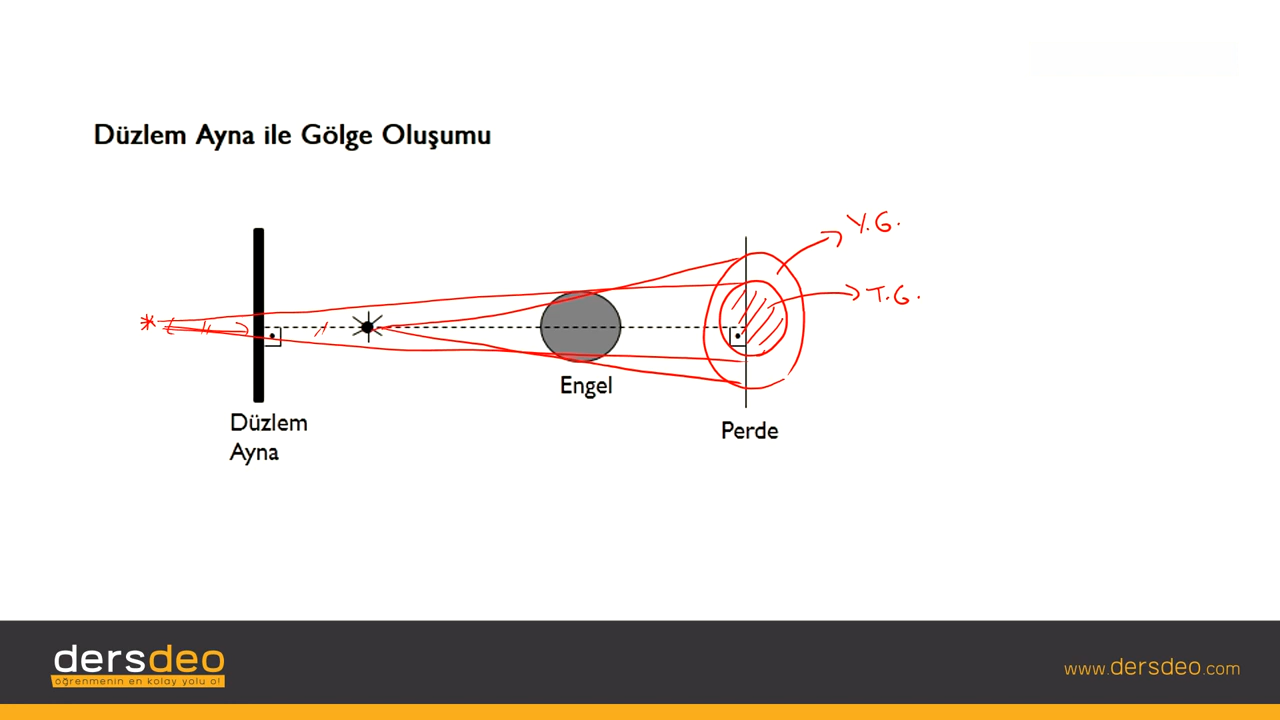 Düzlem Ayna ile Gölge Oluşumu
Y.G.
T.G.
Engel
Düzlem
Ayna
Perde
dersdeo
öğrenmenin en kolay yolu o!
www.dersdeo.com